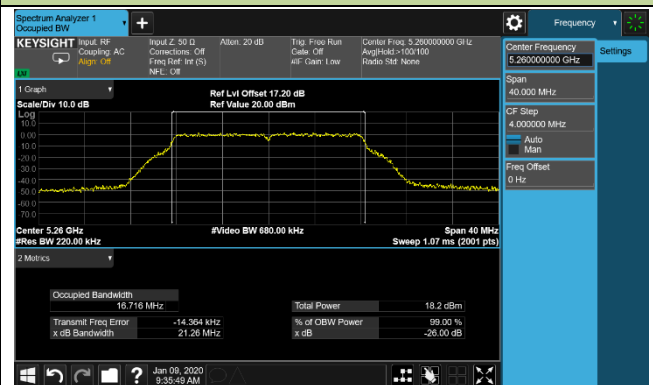 Spectrum Analyzer 1
Occupied BW
Frequency
KEYSIGHT
Input: RF
Coupling: AC
Align: Off
Input Z: 50 Ω
Corrections: Off
Freq Ref: Int (S)
NFE: Off
Atten: 20 dB
Trig: Free Run
Gate: Off
#IF Gain: Low
Center Freq: 5.260000000 GHz
Avg|Hold:>100/100
Radio Std: None
LXI
Center Frequency
5.260000000 GHz
Settings
Span
40.000 MHz
CF Step
4.000000 MHz
Auto
Man
Freq Offset
0 Hz
1 Graph
Scale/Div 10.0 dB
Ref Lvl Offset 17.20 dB
Ref Value 20.00 dBm
Log
10.0
0.00
-10.0
-20.0
-30.0
-40.0
-50.0
-60.0
-70.0
Center 5.26 GHz
#Video BW 680.00 kHz
Span 40 MHz
#Res BW 220.00 kHz
Sweep 1.07 ms (2001 pts)
2 Metrics
Occupied Bandwidth
16.716 MHz
Total Power 18.2 dBm
Transmit Freq Error -14.364 kHz
% of OBW Power 99.00 %
x dB Bandwidth 21.26 MHz
x dB -26.00 dB
Jan 09, 2020
9:35:49 AM